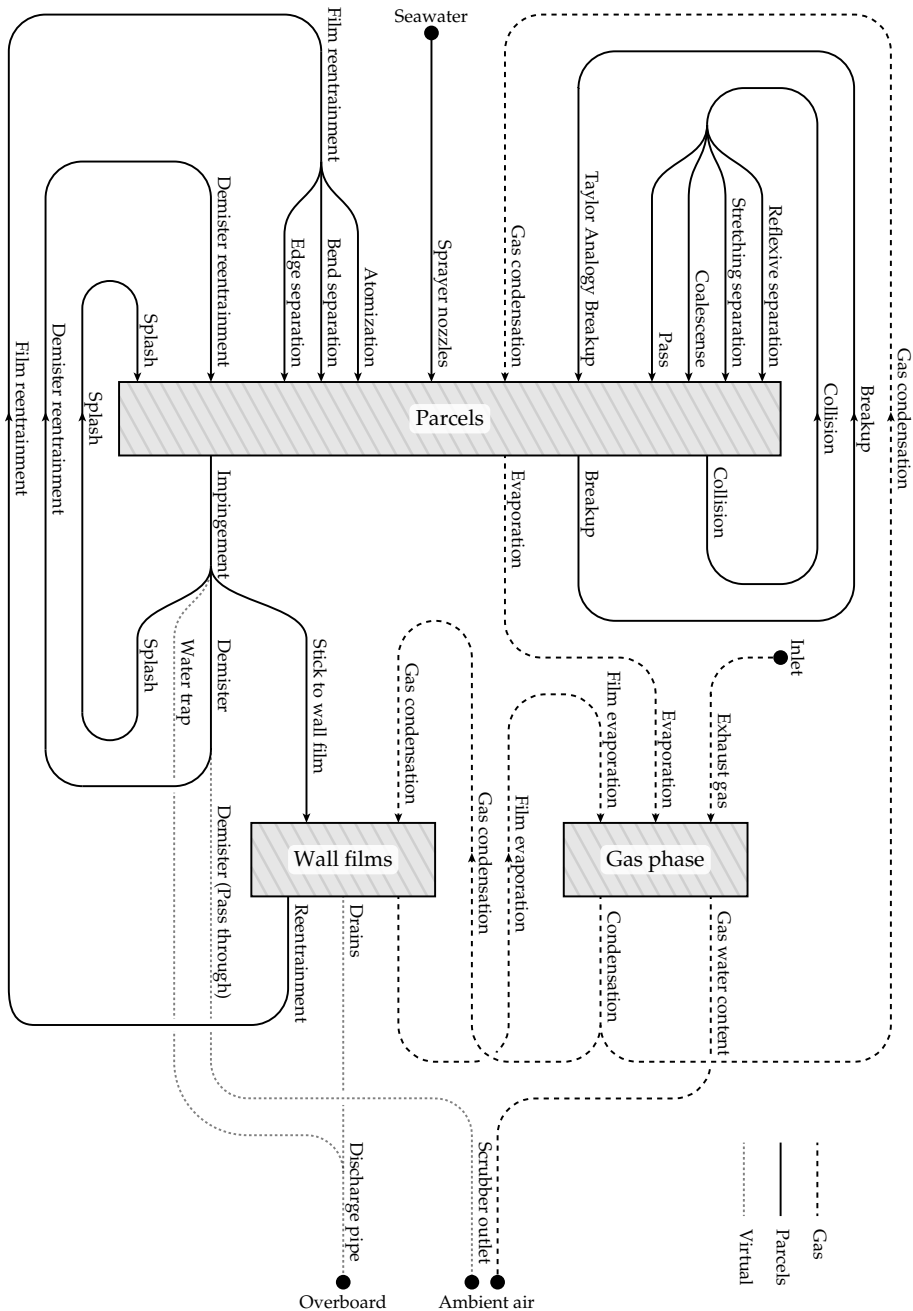 Seawater
Film reentrainment
Sprayer nozzles
Gas condensation
Taylor Analogy Breakup
Reflexive separation
Stretching separation
Coalescense
Pass
Collision
Breakup
Gas condensation
Atomization
Bend separation
Edge separation
Demister reentrainment
Splash
Splash
Demister reentrainment
Film reentrainment
Parcels
Impingement
Evaporation
Breakup
Collision
Inlet
Exhaust gas
Evaporation
Film evaporation
Gas condensation
Stick to wall film
Demister
Water trap
Splash
Film evaporation
Gas condensation
Demister (Pass through)
Wall films
Gas phase
Reentrainment
Drains
Condensation
Gas water content
Discharge pipe
Scrubber outlet
Gas
Parcels
Virtual
Overboard
Ambient air